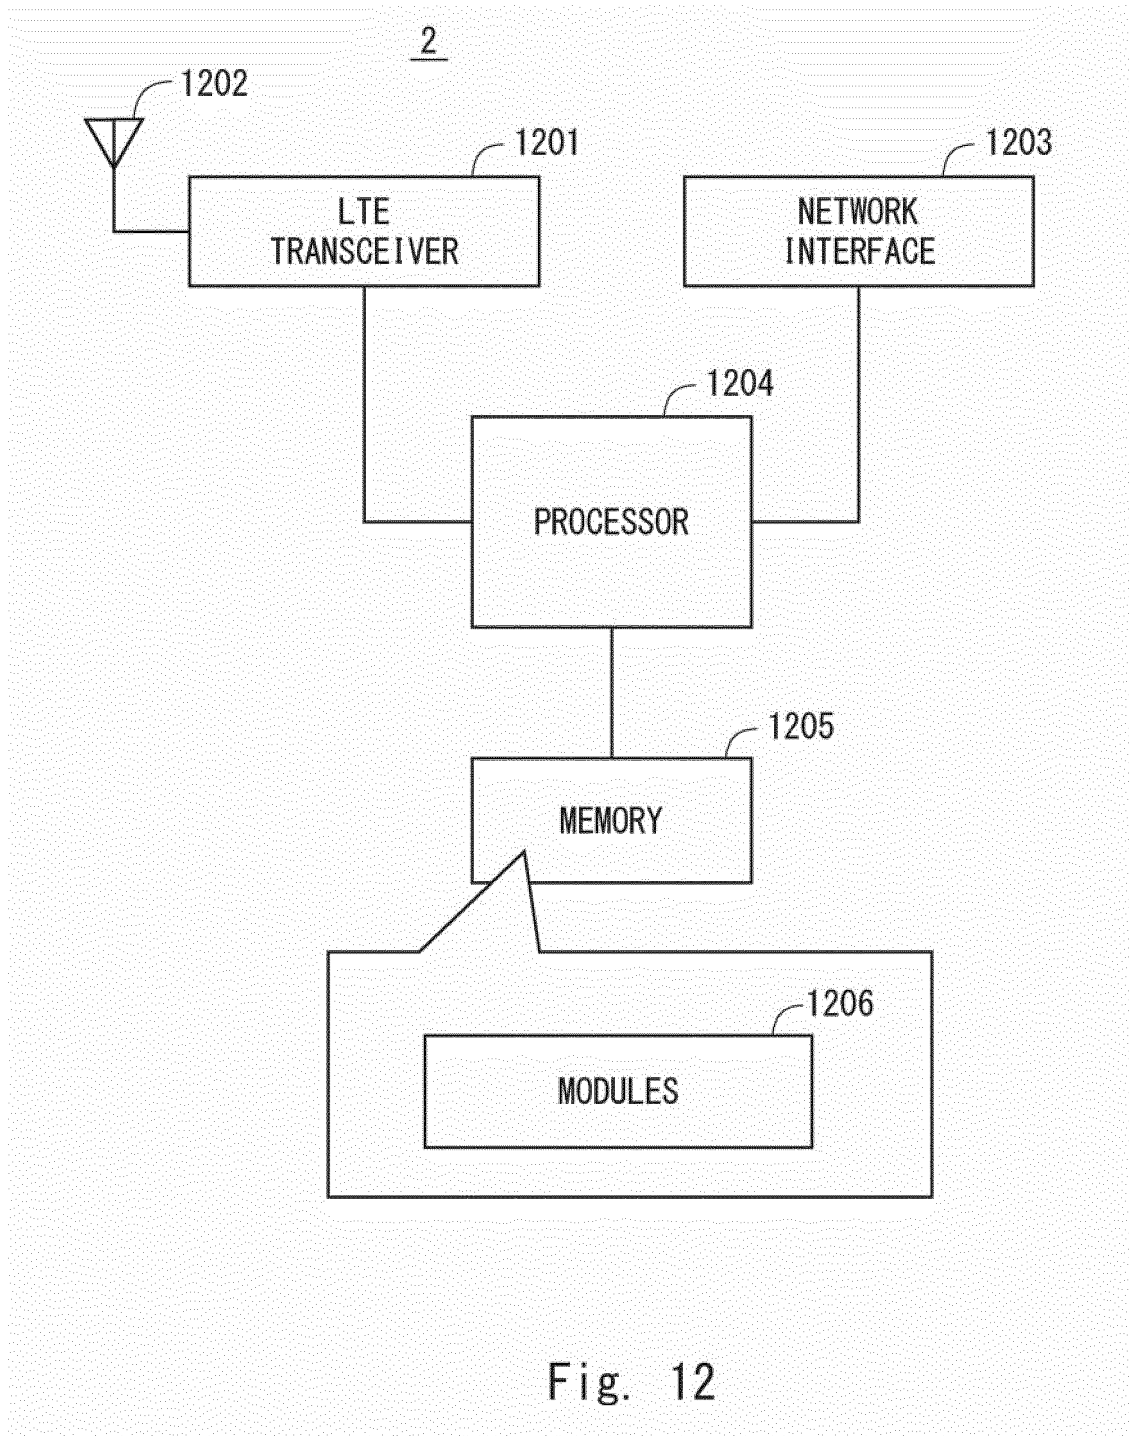 2
1202
1201
1203
LTE
TRANSCEIVER
NETWORK
INTERFACE
1204
PROCESSOR
1205
MEMORY
1206
MODULES
Fig. 12